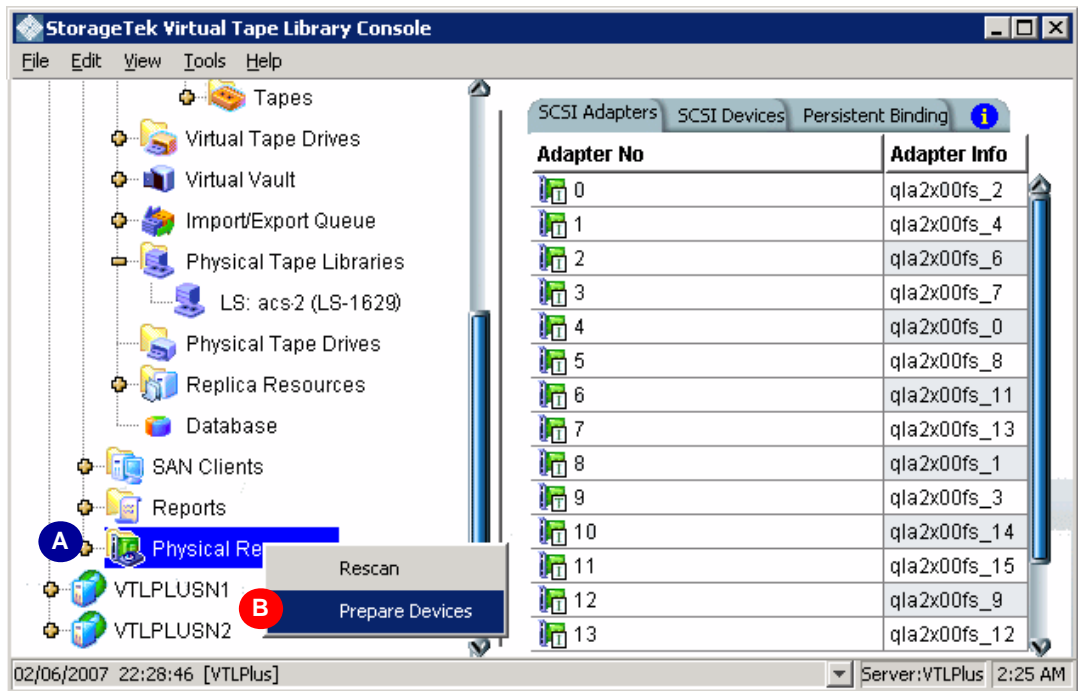 StorageTek Virtual Tape Library Console
File Edit View Tools Help
Tapes
Virtual Tape Drives
Virtual Vault
Import/Export Queue
Physical Tape Libraries
LS: acs2 (LS-1629)
Physical Tape Drives
Replica Resources
Database
SAN Clients
Reports
A Physical Re
VTLPLUSN1
VTLPLUSN2
Rescan
B Prepare Devices
SCSI Adapters SCSI Devices Persistent Binding i
Adapter No Adapter Info
0 qla2x00fs_2
1 qla2x00fs_4
2 qla2x00fs_6
3 qla2x00fs_7
4 qla2x00fs_0
5 qla2x00fs_8
6 qla2x00fs_11
7 qla2x00fs_13
8 qla2x00fs_1
9 qla2x00fs_3
10 qla2x00fs_14
11 qla2x00fs_15
12 qla2x00fs_9
13 qla2x00fs_12
02/06/2007 22:28:46 [VTLPlus] Server:VTLPlus 2:25 AM